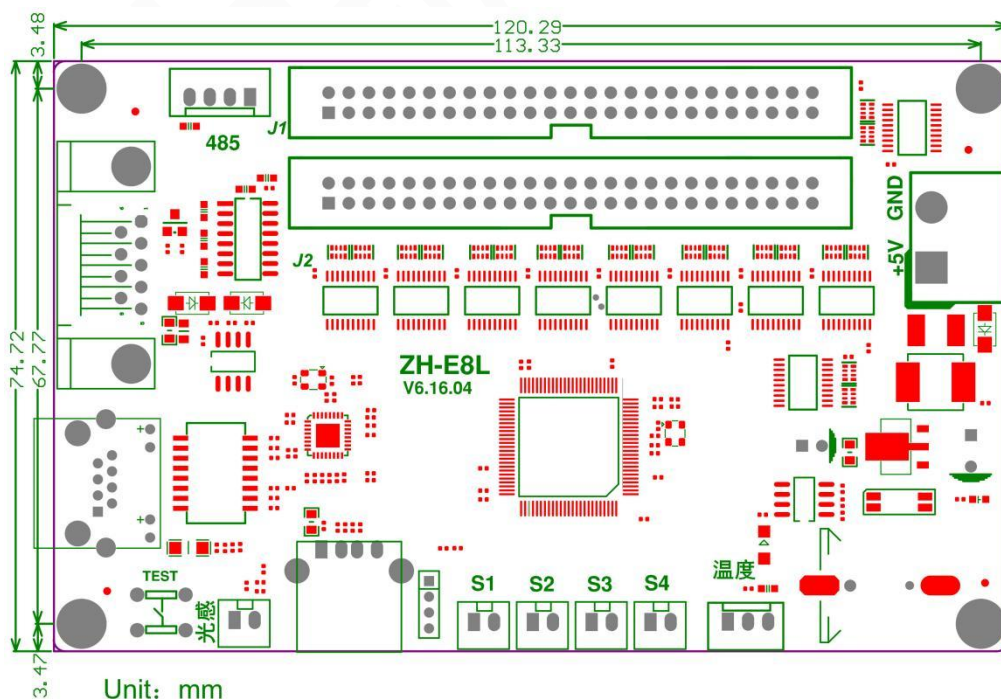 120.29
113.33
3.48
485
J1
GND
+5V
J2
74.72
67.77
ZH-E8L
V6.16.04
+
+
TEST
光感
S1
S2
S3
S4
温度
3.47
Unit：mm